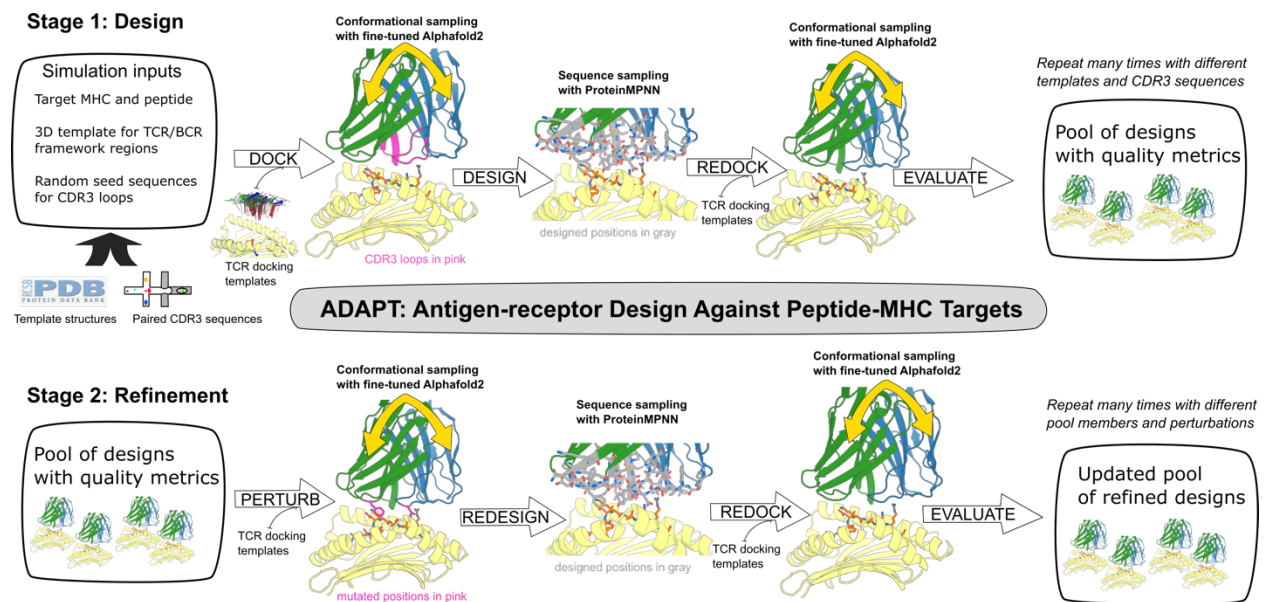 Stage 1: Design
Simulation inputs
Target MHC and peptide
3D template for TCR/BCR
framework regions
Random seed sequences
for CDR3 loops
RCSB
PDB
PROTEIN DATA BANK
Template structures
Paired CDR3 sequences
DOCK
TCR docking
templates
Conformational sampling
with fine-tuned Alphafold2
CDR3 loops in pink
DESIGN
Sequence sampling
with ProteinMPNN
designed positions in gray
REDOCK
TCR docking
templates
Conformational sampling
with fine-tuned Alphafold2
EVALUATE
Repeat many times with different
templates and CDR3 sequences
Pool of designs
with quality metrics
ADAPT: Antigen-receptor Design Against Peptide-MHC Targets
Stage 2: Refinement
Pool of designs
with quality metrics
PERTURB
TCR docking
templates
Conformational sampling
with fine-tuned Alphafold2
mutated positions in pink
REDESIGN
Sequence sampling
with ProteinMPNN
designed positions in gray
REDOCK
TCR docking
templates
Conformational sampling
with fine-tuned Alphafold2
EVALUATE
Repeat many times with different
pool members and perturbations
Updated pool
of refined designs